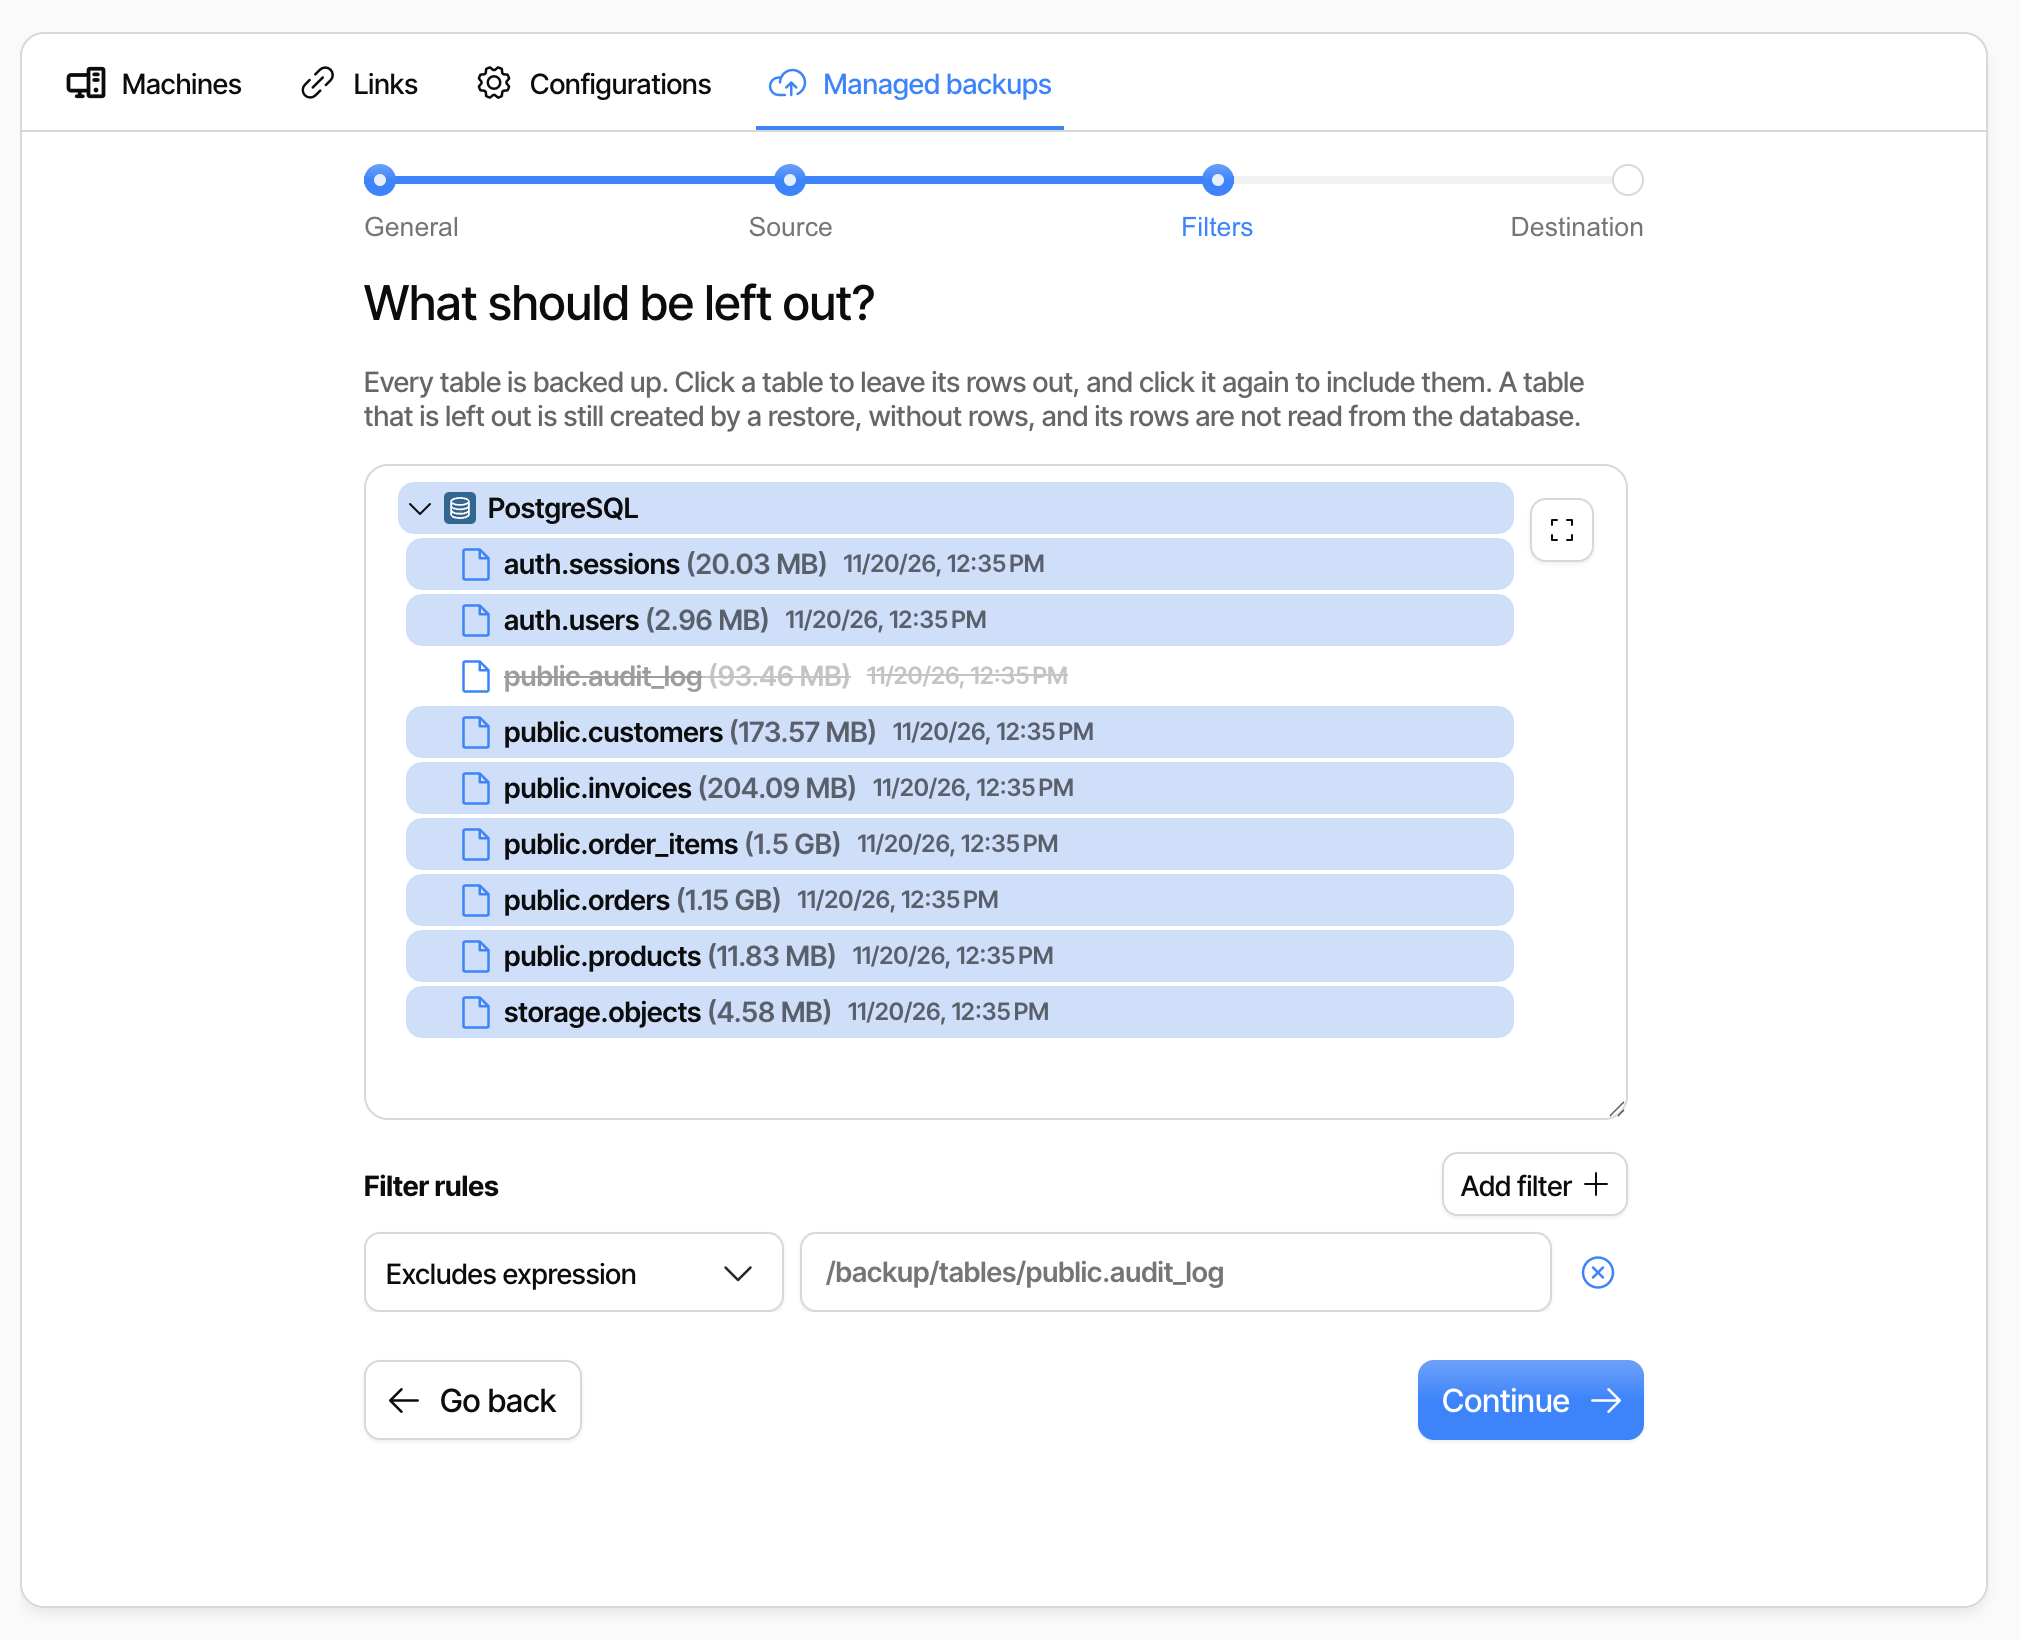 Machines
Links
Configurations
Managed backups
General
Source
Filters
Destination
What should be left out?
Every table is backed up. Click a table to leave its rows out, and click it again to include them. A table
that is left out is still created by a restore, without rows, and its rows are not read from the database.
PostgreSQL
auth.sessions (20.03 MB) 11/20/26, 12:35 PM
auth.users (2.96 MB) 11/20/26, 12:35 PM
public.audit_log (93.46 MB) 11/20/26, 12:35 PM
public.customers (173.57 MB) 11/20/26, 12:35 PM
public.invoices (204.09 MB) 11/20/26, 12:35 PM
public.order_items (1.5 GB) 11/20/26, 12:35 PM
public.orders (1.15 GB) 11/20/26, 12:35 PM
public.products (11.83 MB) 11/20/26, 12:35 PM
storage.objects (4.58 MB) 11/20/26, 12:35 PM
Filter rules
Add filter
Excludes expression
/backup/tables/public.audit_log
Go back
Continue